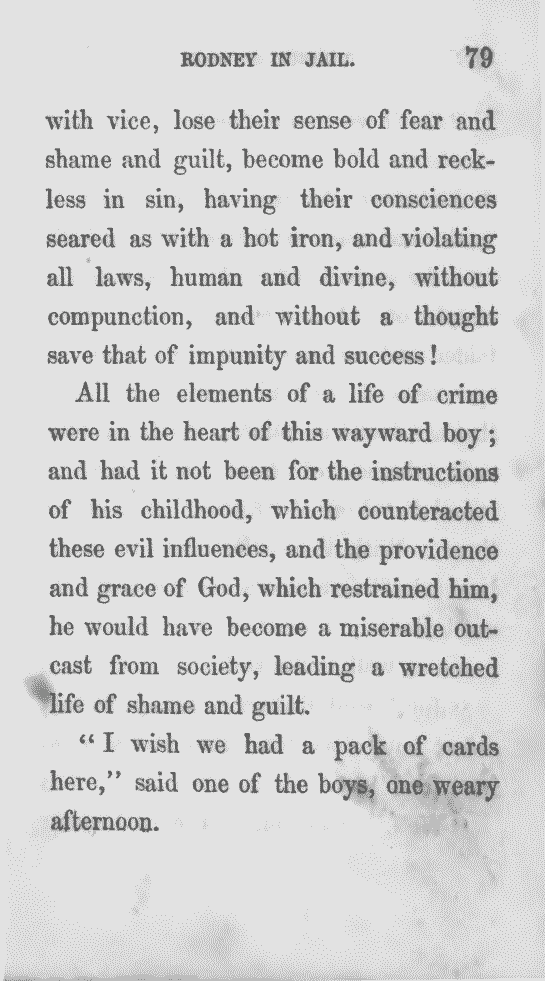 RODNEY IN JAIL. 79
with vice, lose their sense of fear and
shame and guilt, become bold and reck-
less in sin, having their consciences
seared as with a hot iron, and violating
all laws, human and divine, without
compunction, and without a thought
save that of impunity and success!
All the elements of a life of crime
were in the heart of this wayward boy;
and had it not been for the instructions
of his childhood, which counteracted
these evil influences, and the providence
and grace of God, which restrained him,
he would have become a miserable out-
cast from society, leading a wretched
life of shame and guilt.
"I wish we had a pack of cards
here," said one of the boys, one weary
afternoon.